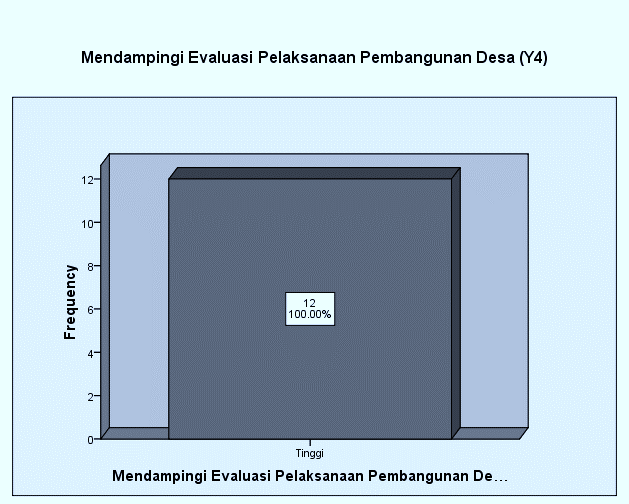 Mendampingi Evaluasi Pelaksanaan Pembangunan Desa (Y4)
12
10
8
6
4
2
0
Frequency
12
100.00%
Tinggi
Mendampingi Evaluasi Pelaksanaan Pembangunan De...